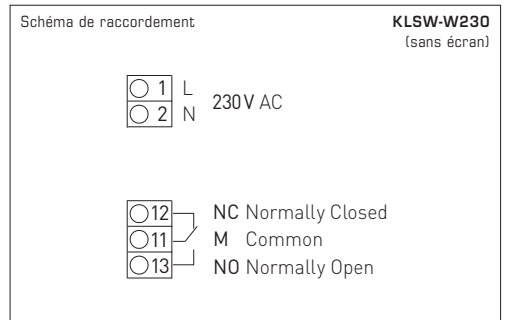 Schéma de raccordement KLSW-W230
(sans écran)
1 L
230 V AC
2 N
12 NC Normally Closed
11 M Common
13 NO Normally Open